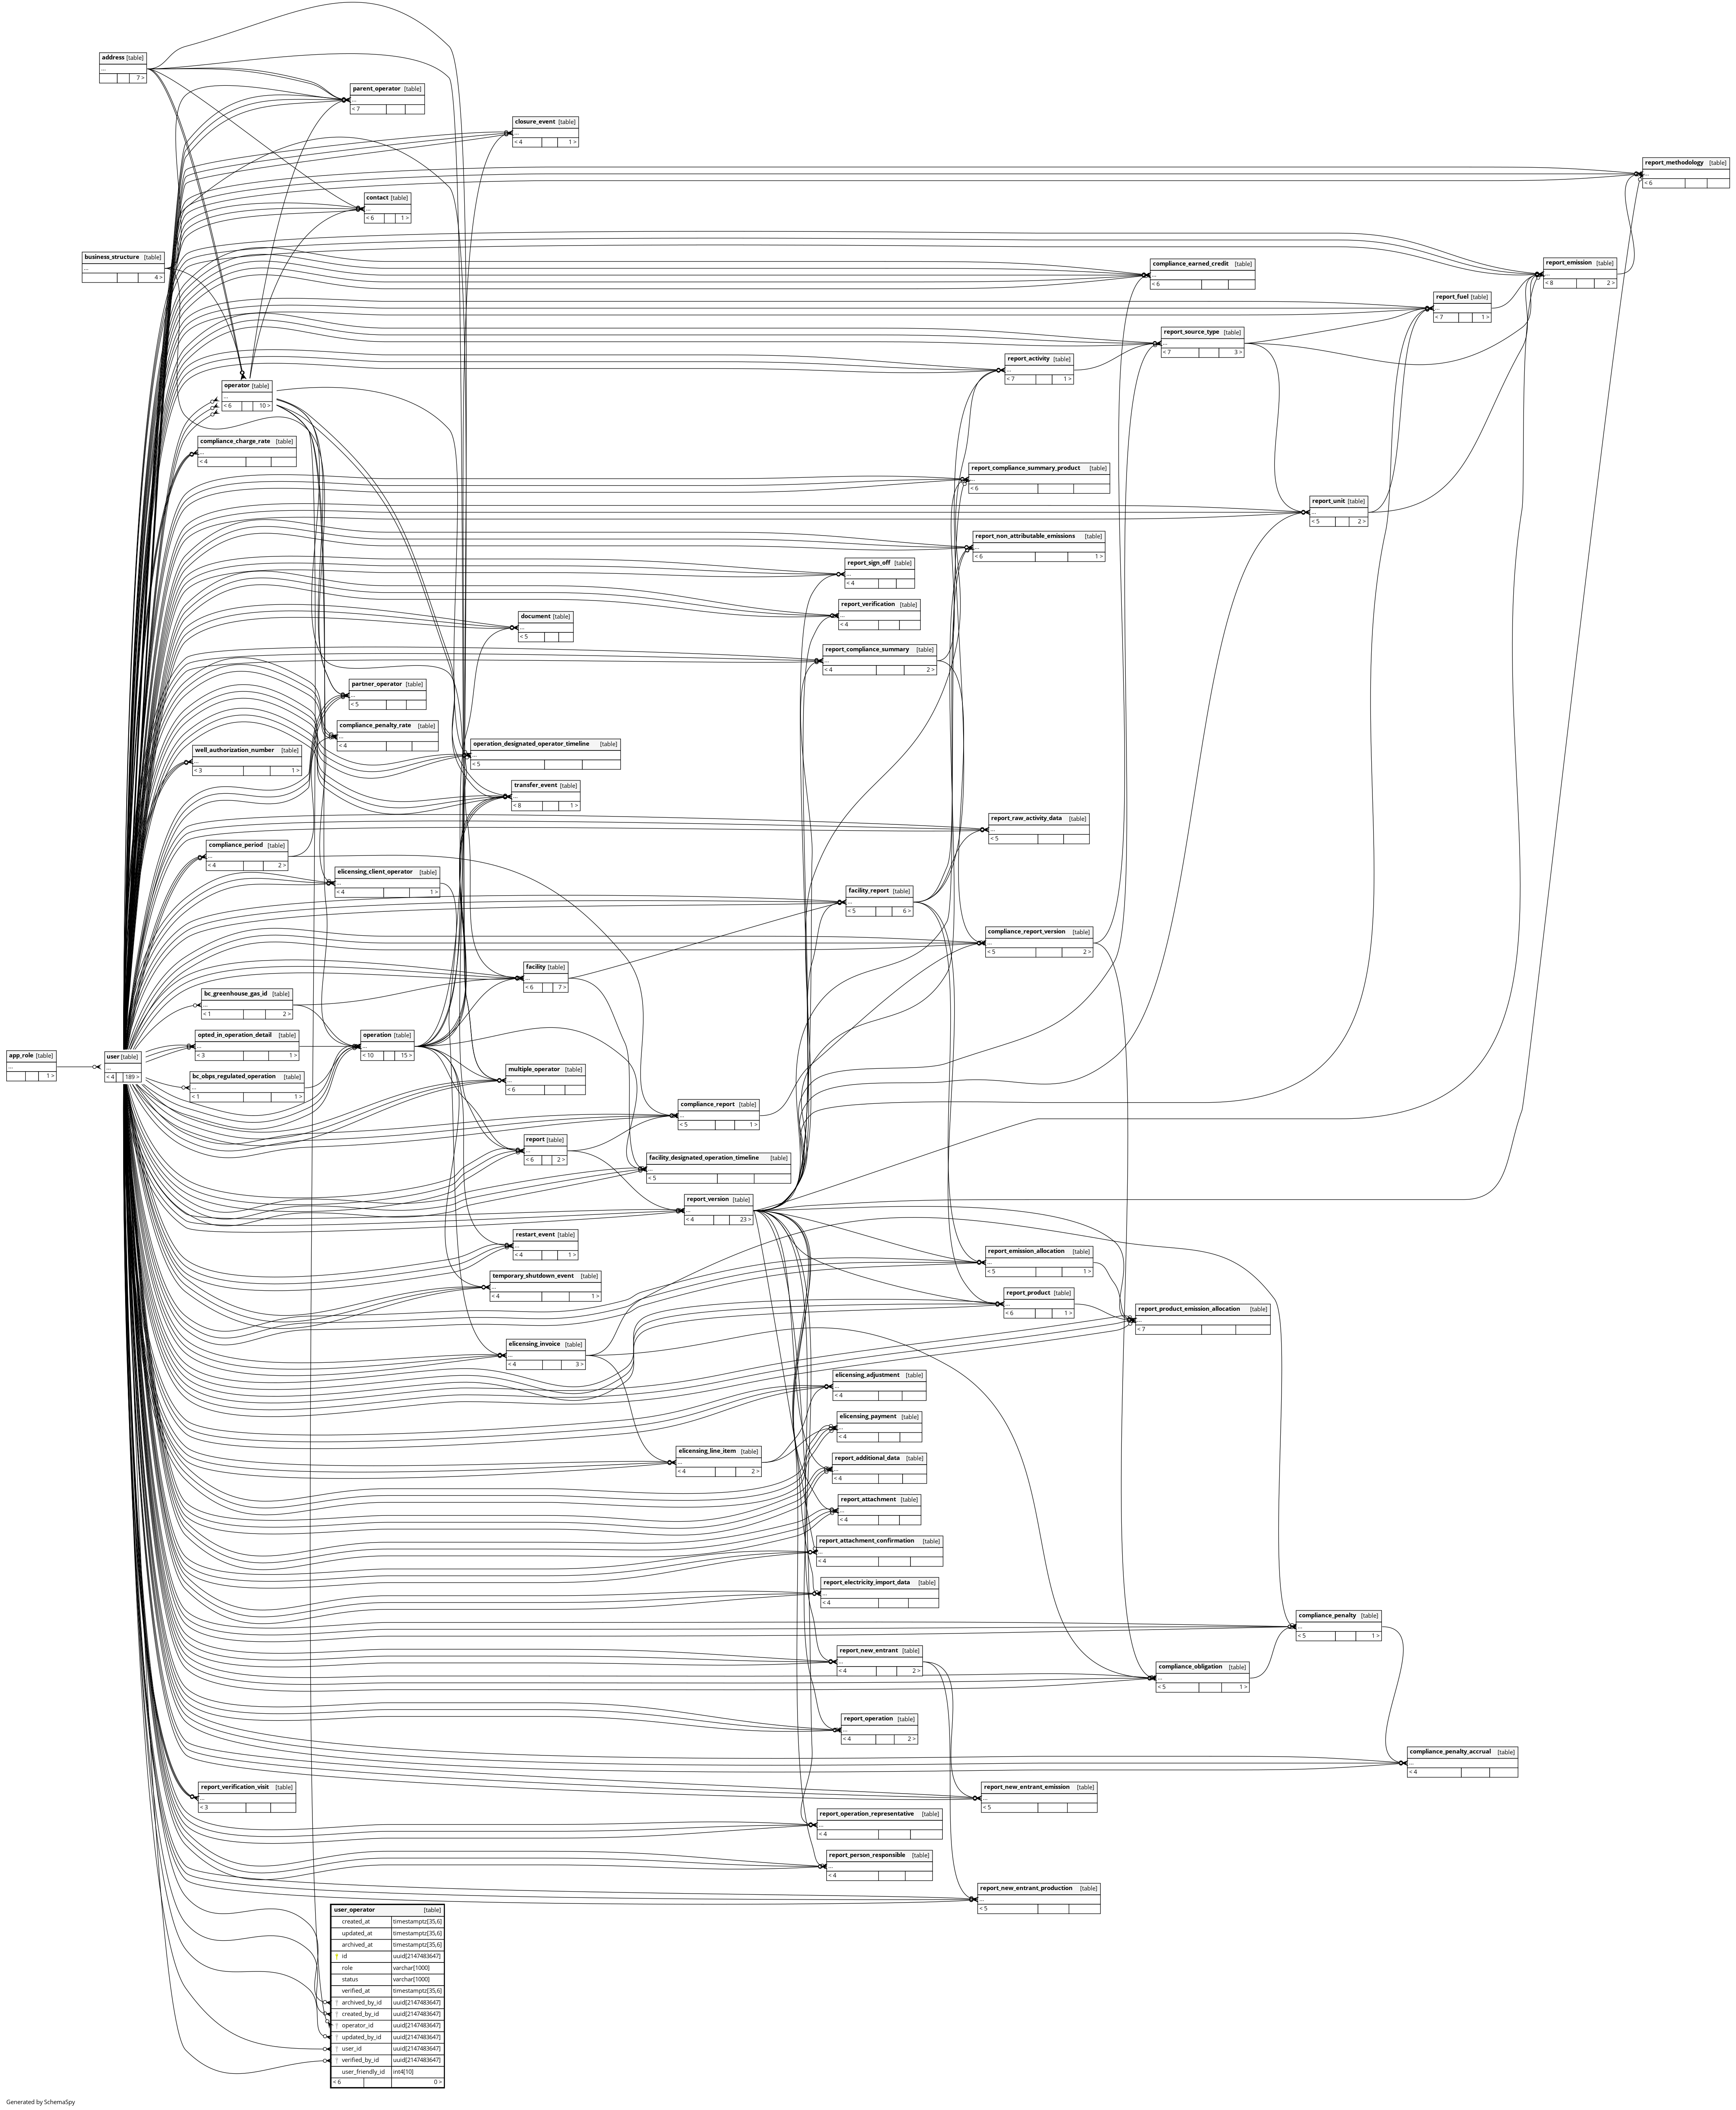 address [table]
...
7 >
parent_operator [table]
...
< 7
closure_event [table]
...
< 4 1 >
report_methodology [table]
...
< 6
contact [table]
...
< 6 1 >
business_structure [table]
...
4 >
compliance_earned_credit [table]
...
< 6
report_emission [table]
...
< 8 2 >
report_fuel [table]
...
< 7 1 >
report_source_type [table]
...
< 7 3 >
report_activity [table]
...
< 7 1 >
operator [table]
...
< 6 10 >
compliance_charge_rate [table]
...
< 4
report_compliance_summary_product [table]
...
< 6
report_unit [table]
...
< 5 2 >
report_non_attributable_emissions [table]
...
< 6 1 >
report_sign_off [table]
...
< 4
report_verification [table]
...
< 4
document [table]
...
< 5
report_compliance_summary [table]
...
< 4 2 >
partner_operator [table]
...
< 5
compliance_penalty_rate [table]
...
< 4
operation_designated_operator_timeline [table]
...
< 5
well_authorization_number [table]
...
< 3 1 >
transfer_event [table]
...
< 8 1 >
report_raw_activity_data [table]
...
< 5
compliance_period [table]
...
< 4 2 >
elicensing_client_operator [table]
...
< 4 1 >
facility_report [table]
...
< 5 6 >
compliance_report_version [table]
...
< 5 2 >
facility [table]
...
< 6 7 >
bc_greenhouse_gas_id [table]
...
< 1 2 >
opted_in_operation_detail [table]
...
< 3 1 >
operation [table]
...
< 10 15 >
app_role [table]
...
1 >
user [table]
...
< 4 189 >
multiple_operator [table]
...
< 6
bc_obps_regulated_operation [table]
...
< 1 1 >
compliance_report [table]
...
< 5 1 >
report [table]
...
< 6 2 >
facility_designated_operation_timeline [table]
...
< 5
report_version [table]
...
< 4 23 >
restart_event [table]
...
< 4 1 >
report_emission_allocation [table]
...
< 5 1 >
temporary_shutdown_event [table]
...
< 4 1 >
report_product [table]
...
< 6 1 >
report_product_emission_allocation [table]
...
< 7
elicensing_invoice [table]
...
< 4 3 >
elicensing_adjustment [table]
...
< 4
elicensing_payment [table]
...
< 4
elicensing_line_item [table]
...
< 4 2 >
report_additional_data [table]
...
< 4
report_attachment [table]
...
< 4
report_attachment_confirmation [table]
...
< 4
report_electricity_import_data [table]
...
< 4
compliance_penalty [table]
...
< 5 1 >
report_new_entrant [table]
...
< 4 2 >
compliance_obligation [table]
...
< 5 1 >
report_operation [table]
...
< 4 2 >
compliance_penalty_accrual [table]
...
< 4
report_verification_visit [table]
...
< 3
report_new_entrant_emission [table]
...
< 5
report_operation_representative [table]
...
< 4
report_person_responsible [table]
...
< 4
report_new_entrant_production [table]
...
< 5
user_operator [table]
created_at timestamptz[35,6]
updated_at timestamptz[35,6]
archived_at timestamptz[35,6]
id uuid[2147483647]
role varchar[1000]
status varchar[1000]
verified_at timestamptz[35,6]
archived_by_id uuid[2147483647]
created_by_id uuid[2147483647]
operator_id uuid[2147483647]
updated_by_id uuid[2147483647]
user_id uuid[2147483647]
verified_by_id uuid[2147483647]
user_friendly_id int4[10]
< 6 0 >
Generated by SchemaSpy